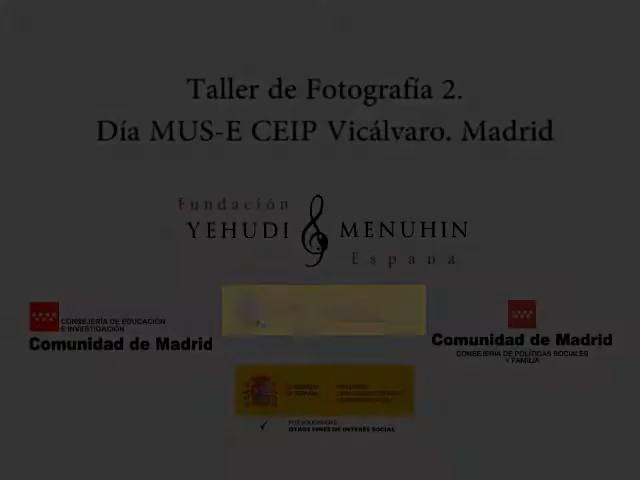 Taller de Fotografía 2.
Día MUS-E CEIP Vicálvaro. Madrid
Fundación
YEHUDI MENUHIN
España
CONSEJERÍA DE EDUCACIÓN
E INVESTIGACIÓN
Comunidad de Madrid
Comunidad de Madrid
CONSEJERÍA DE POLÍTICAS SOCIALES
Y FAMILIA
OTROS FINES DE INTERÉS SOCIAL